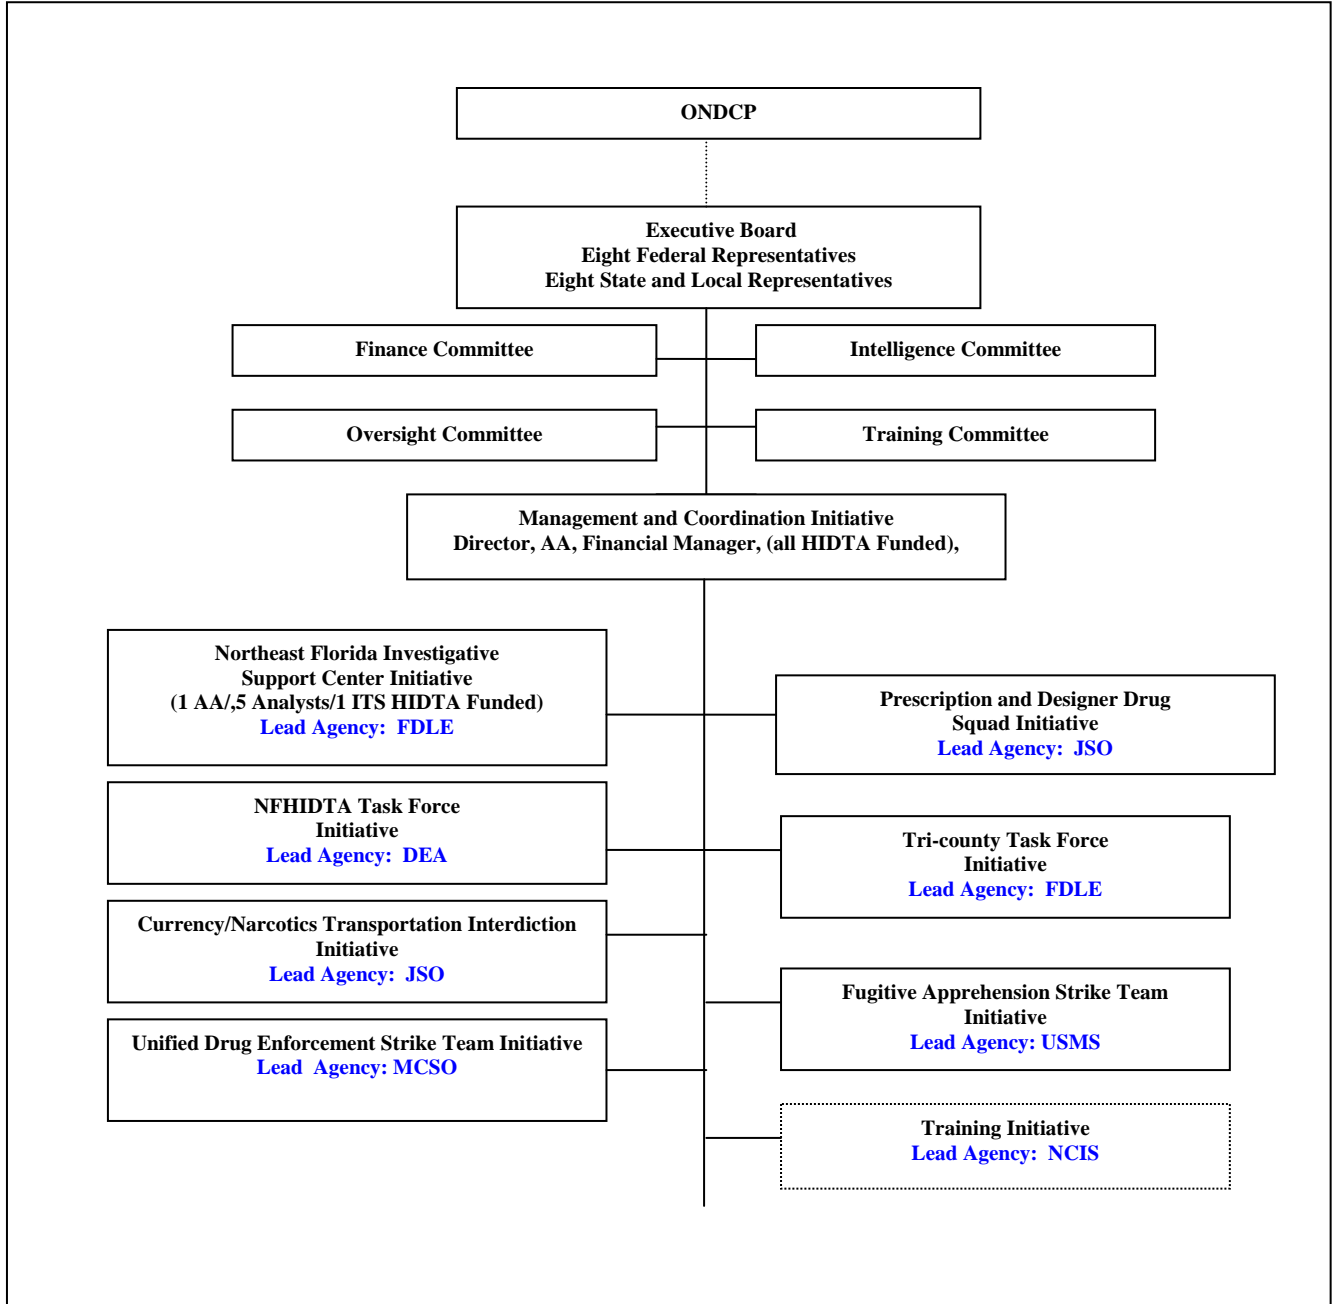 ONDCP
Executive Board
Eight Federal Representatives
Eight State and Local Representatives
Finance Committee
Intelligence Committee
Oversight Committee
Training Committee
Management and Coordination Initiative
Director, AA, Financial Manager, (all HIDTA Funded),
Northeast Florida Investigative
Support Center Initiative
(1 AA/,5 Analysts/1 ITS HIDTA Funded)
Lead Agency:  FDLE
Prescription and Designer Drug
Squad Initiative
Lead Agency:  JSO
NFHIDTA Task Force
Initiative
Lead Agency:  DEA
Tri-county Task Force
Initiative
Lead Agency:  FDLE
Currency/Narcotics Transportation Interdiction
Initiative
Lead Agency:  JSO
Fugitive Apprehension Strike Team
Initiative
Lead Agency: USMS
Unified Drug Enforcement Strike Team Initiative
Lead  Agency: MCSO
Training Initiative
Lead Agency:  NCIS